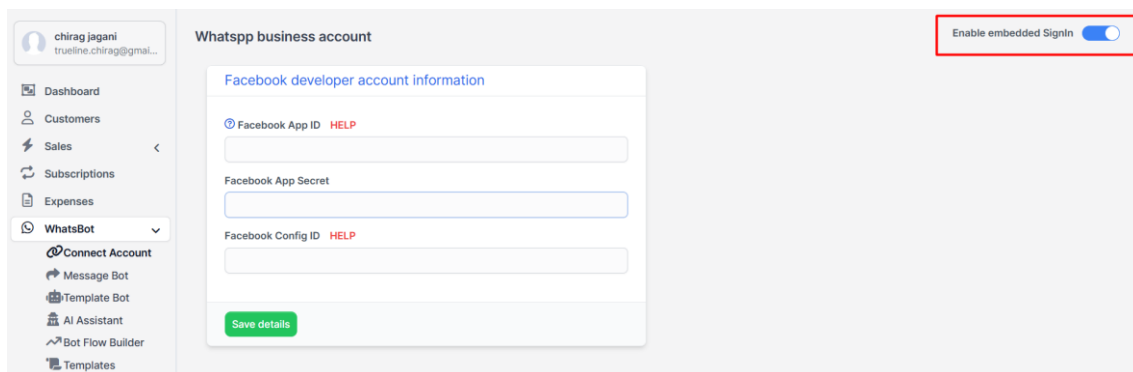 chirag jagani
trueline.chirag@gmai...
Dashboard
Customers
Sales
Subscriptions
Expenses
WhatsBot
Connect Account
Message Bot
Template Bot
AI Assistant
Bot Flow Builder
Templates
Whatspp business account
Enable embedded SignIn
Facebook developer account information
Facebook App ID HELP
Facebook App Secret
Facebook Config ID HELP
Save details